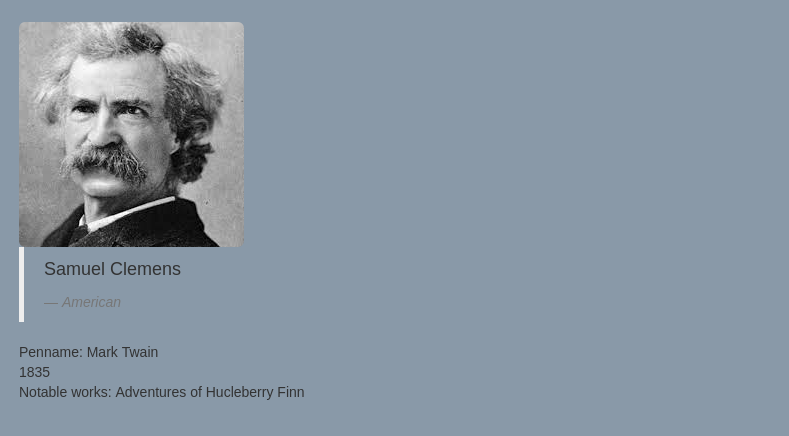 Samuel Clemens
— American
Penname: Mark Twain
1835
Notable works: Adventures of Hucleberry Finn